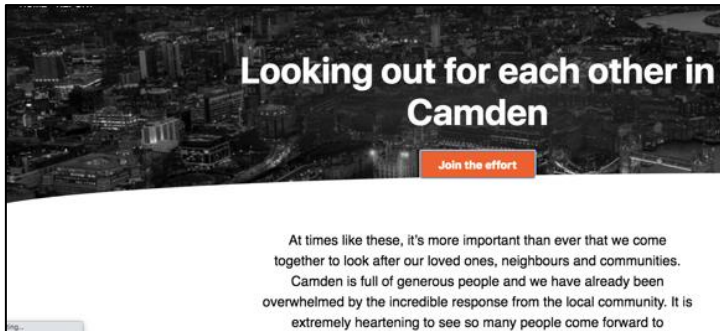 Looking out for each other in
Camden
Join the effort
At times like these, it's more important than ever that we come
together to look after our loved ones, neighbours and communities.
Camden is full of generous people and we have already been
overwhelmed by the incredible response from the local community. It is
extremely heartening to see so many people come forward to